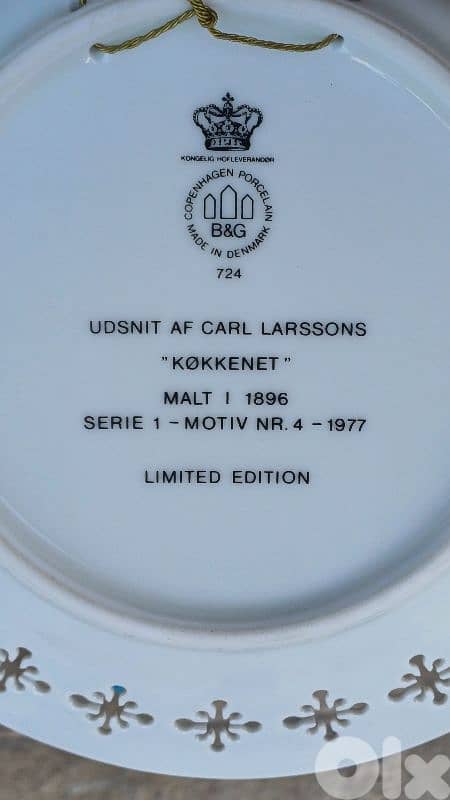 KONGELIG HOFLEVERANDØR
COPENHAGEN PORCELAIN
B&G
MADE IN DENMARK
724
UDSNIT AF CARL LARSSONS
"KØKKENET"
MALT I 1896
SERIE 1 - MOTIV NR. 4 - 1977
LIMITED EDITION
OLX